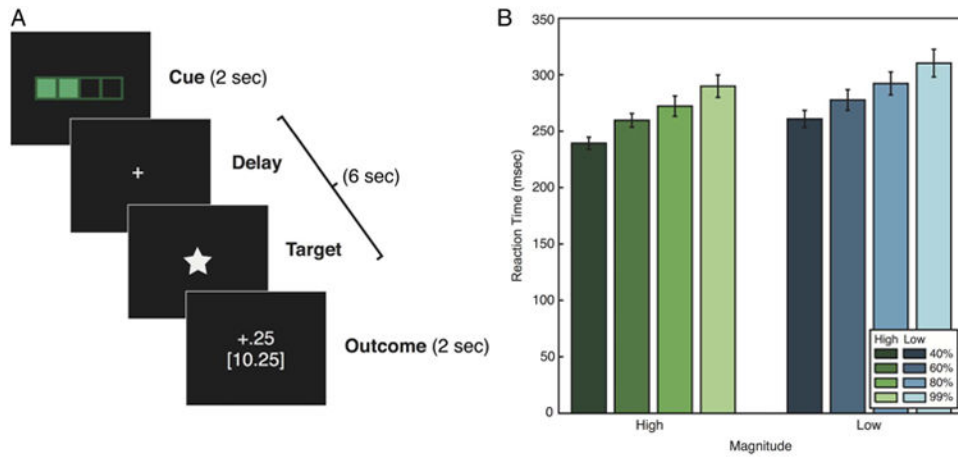 A
Cue (2 sec)
+
Delay
(6 sec)
Target
+.25
[10.25]
Outcome (2 sec)
B
350
300
250
200
150
100
50
0
Reaction Time (msec)
High Low
40%
60%
80%
99%
High
Low
Magnitude